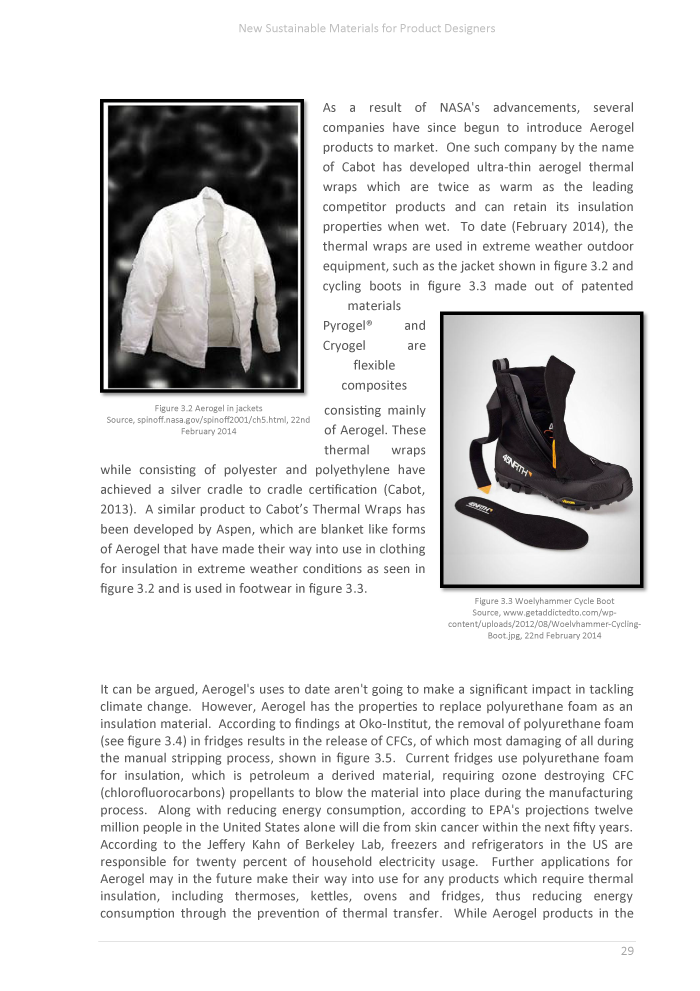 New Sustainable Materials for Product Designers
As a result of NASA's advancements, several
companies have since begun to introduce Aerogel
products to market. One such company by the name
of Cabot has developed ultra-thin aerogel thermal
wraps which are twice as warm as the leading
competitor products and can retain its insulation
properties when wet. To date (February 2014), the
thermal wraps are used in extreme weather outdoor
equipment, such as the jacket shown in figure 3.2 and
cycling boots in figure 3.3 made out of patented
materials
Pyrogel® and
Cryogel are
flexible
composites
consisting mainly
of Aerogel. These
thermal wraps
while consisting of polyester and polyethylene have
achieved a silver cradle to cradle certification (Cabot,
2013). A similar product to Cabot's Thermal Wraps has
been developed by Aspen, which are blanket like forms
of Aerogel that have made their way into use in clothing
for insulation in extreme weather conditions as seen in
figure 3.2 and is used in footwear in figure 3.3.
Figure 3.2 Aerogel in jackets
Source, spinoff.nasa.gov/spinoff2001/ch5.html, 22nd
February 2014
45NRTH
45NRTH
Figure 3.3 Woelyhammer Cycle Boot
Source, www.getaddictedto.com/wp-
content/uploads/2012/08/Woelvhammer-Cycling-
Boot.jpg, 22nd February 2014
It can be argued, Aerogel's uses to date aren't going to make a significant impact in tackling
climate change. However, Aerogel has the properties to replace polyurethane foam as an
insulation material. According to findings at Oko-Institut, the removal of polyurethane foam
(see figure 3.4) in fridges results in the release of CFCs, of which most damaging of all during
the manual stripping process, shown in figure 3.5. Current fridges use polyurethane foam
for insulation, which is petroleum a derived material, requiring ozone destroying CFC
(chlorofluorocarbons) propellants to blow the material into place during the manufacturing
process. Along with reducing energy consumption, according to EPA's projections twelve
million people in the United States alone will die from skin cancer within the next fifty years.
According to the Jeffery Kahn of Berkeley Lab, freezers and refrigerators in the US are
responsible for twenty percent of household electricity usage. Further applications for
Aerogel may in the future make their way into use for any products which require thermal
insulation, including thermoses, kettles, ovens and fridges, thus reducing energy
consumption through the prevention of thermal transfer. While Aerogel products in the
29